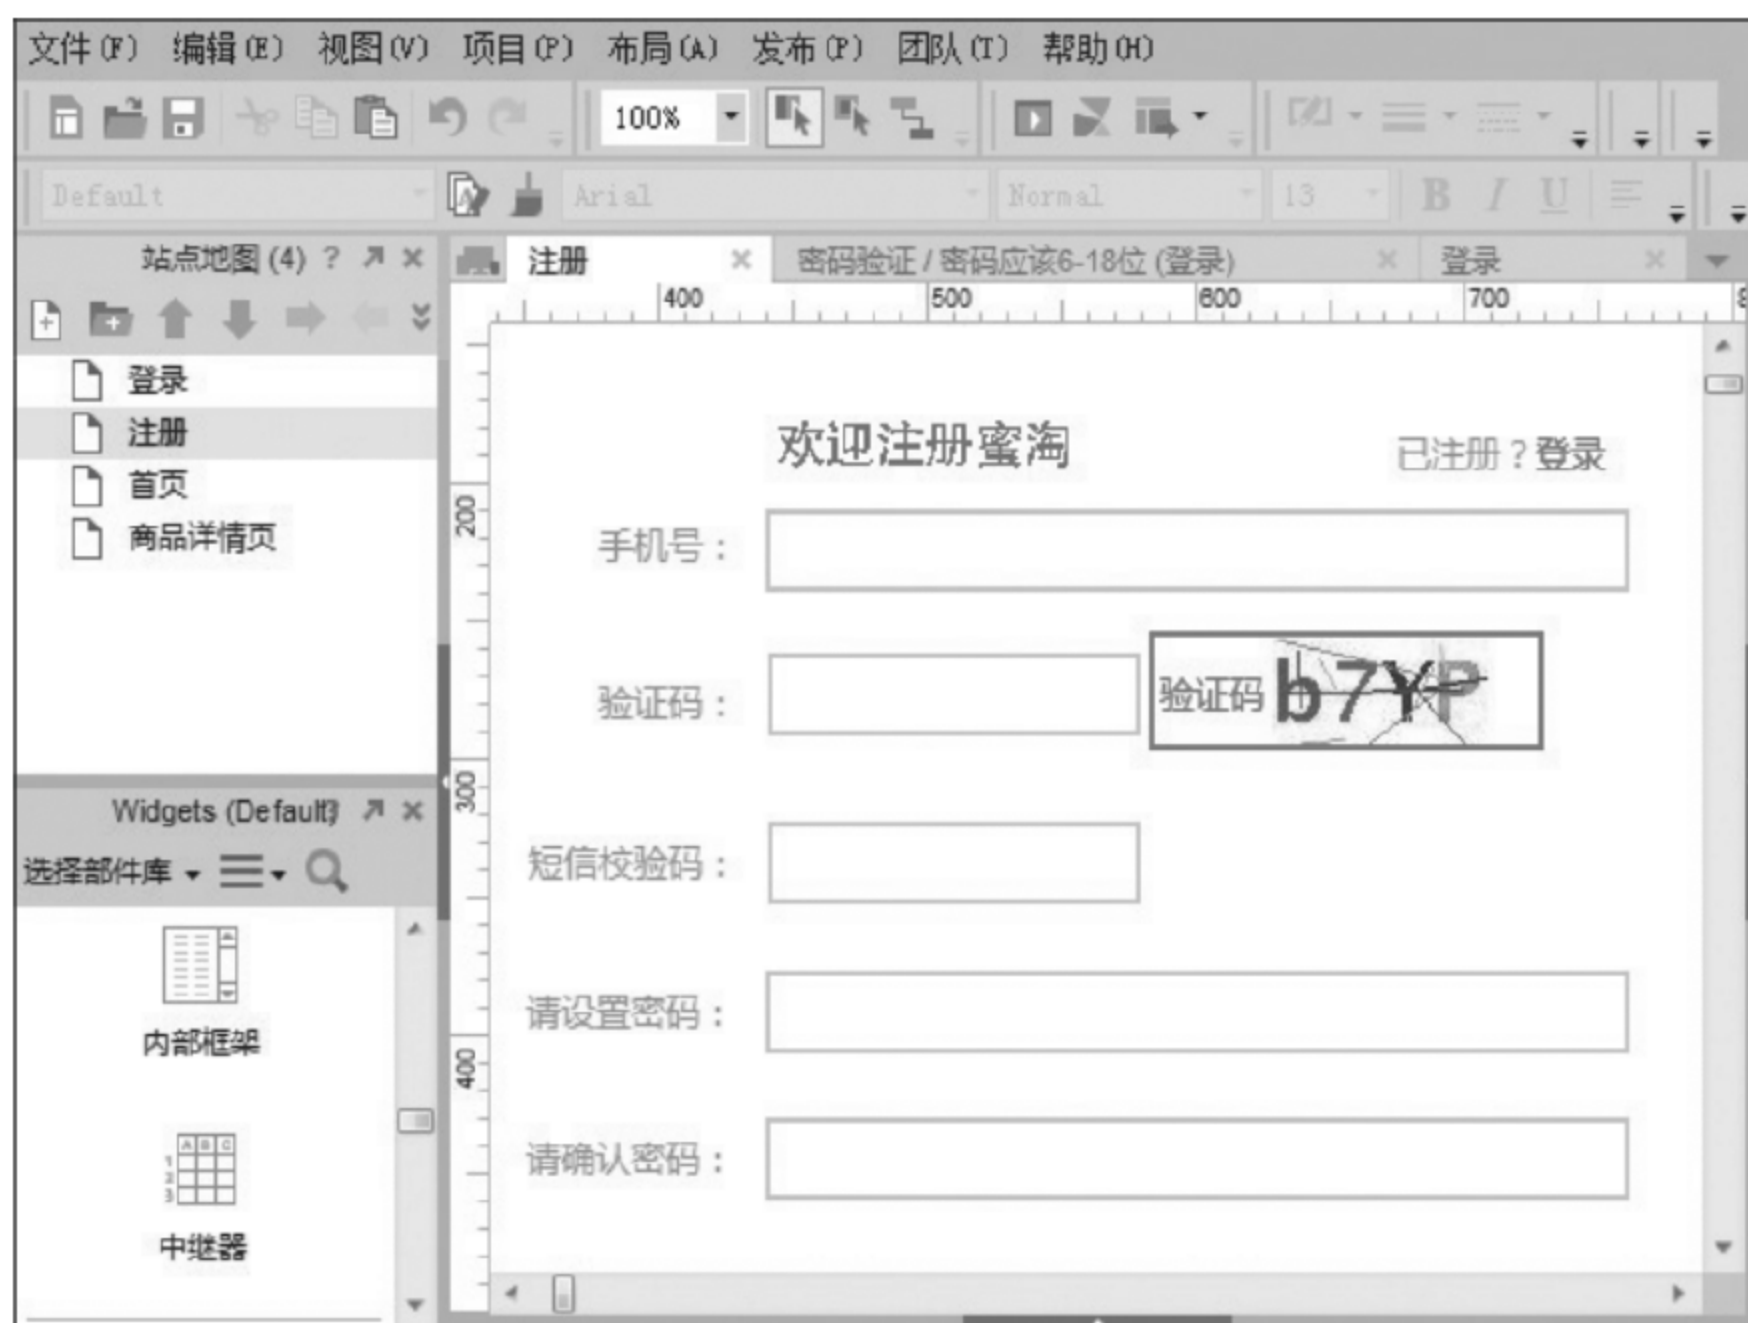 文件(F) 编辑(E) 视图(V) 项目(P) 布局(A) 发布(P) 团队(T) 帮助(H)
100%
Default Arial Normal 13 B I U
站点地图 (4) ?
注册 密码验证 / 密码应该6-18位 (登录) 登录
400 500 600 700
登录
注册
首页
商品详情页
200
300
400
欢迎注册蜜淘 已注册？登录
手机号：
验证码： 验证码 b7YP
短信校验码：
请设置密码：
请确认密码：
Widgets (Default)
选择部件库
内部框架
A B C
1
2
3
中继器